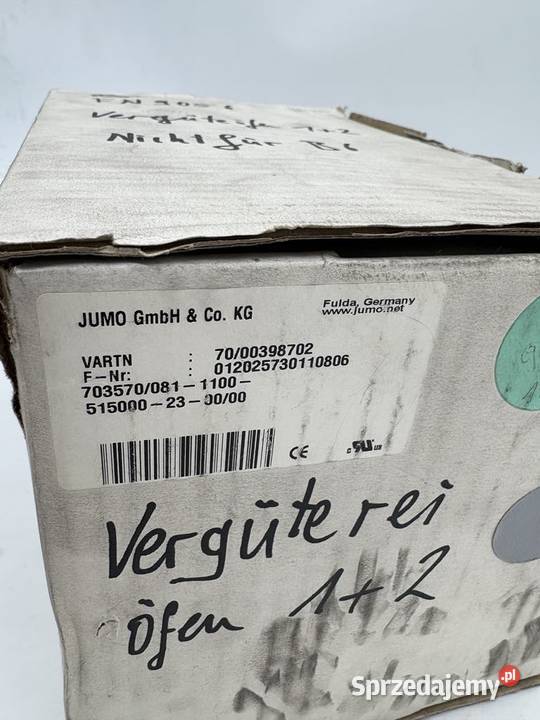 Vergüteöfen 1+2
Nicht für
JUMO GmbH & Co. KG
Fulda, Germany
www.jumo.net
VARTN : 70/00398702
F-Nr: : 012025730110806
703570/081-1100-
515000-23-00/00
CE
Vergüterei
Öfen 1+2
Sprzedajemy.pl